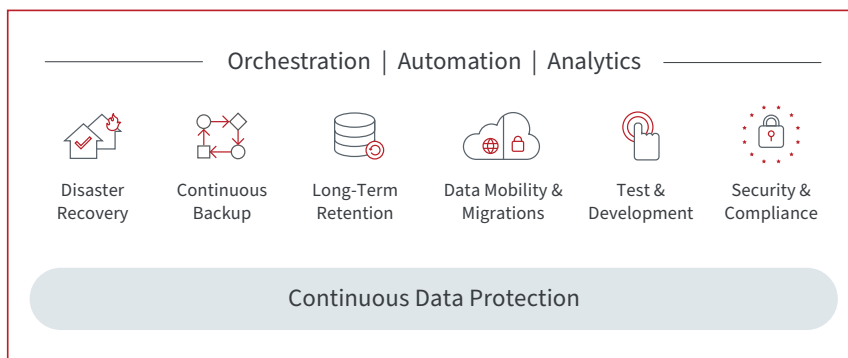 Orchestration | Automation | Analytics
Disaster
Recovery
Continuous
Backup
Long-Term
Retention
Data Mobility &
Migrations
Test &
Development
Security &
Compliance
Continuous Data Protection